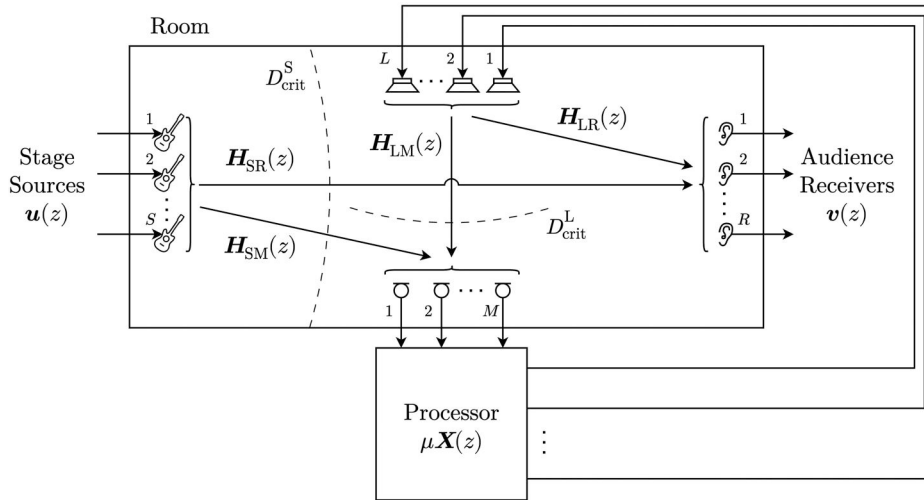 Room
L
2
1
D_crit^S
1
2
S
H_SR(z)
H_SM(z)
H_LM(z)
H_LR(z)
D_crit^L
Stage
Sources
u(z)
1
2
R
Audience
Receivers
v(z)
1
2
M
Processor
μX(z)